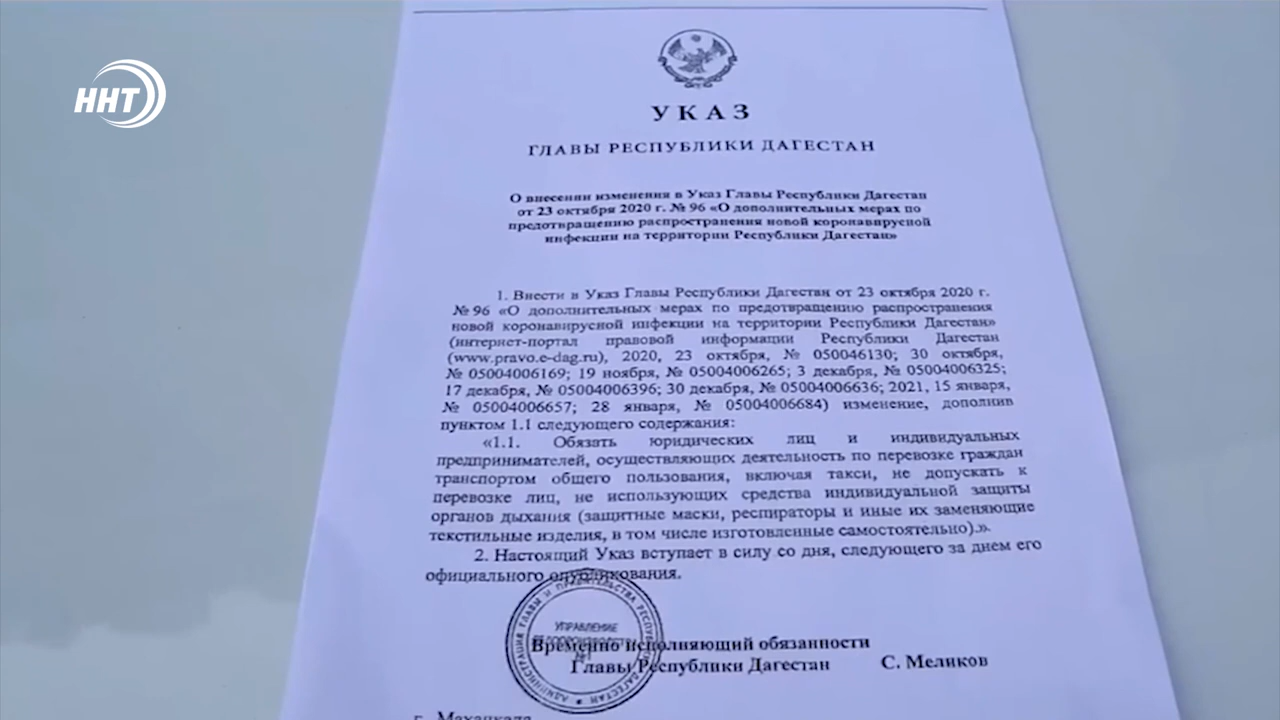 ННТ
УКАЗ
ГЛАВЫ РЕСПУБЛИКИ ДАГЕСТАН
О внесении изменения в Указ Главы Республики Дагестан
от 23 октября 2020 г. № 96 «О дополнительных мерах по
предотвращению распространения новой коронавирусной
инфекции на территории Республики Дагестан»
1. Внести в Указ Главы Республики Дагестан от 23 октября 2020 г.
№ 96 «О дополнительных мерах по предотвращению распространения
новой коронавирусной инфекции на территории Республики Дагестан»
(интернет-портал правовой информации Республики Дагестан
(www.pravo.e-dag.ru), 2020, 23 октября, № 050046130; 30 октября,
№ 05004006169; 19 ноября, № 05004006265; 3 декабря, № 05004006325;
17 декабря, № 05004006396; 30 декабря, № 05004006636; 2021, 15 января,
№ 05004006657; 28 января, № 05004006684) изменение, дополнив
пунктом 1.1 следующего содержания:
«1.1. Обязать юридических лиц и индивидуальных
предпринимателей, осуществляющих деятельность по перевозке граждан
транспортом общего пользования, включая такси, не допускать к
перевозке лиц, не использующих средства индивидуальной защиты
органов дыхания (защитные маски, респираторы и иные их заменяющие
текстильные изделия, в том числе изготовленные самостоятельно).».
2. Настоящий Указ вступает в силу со дня, следующего за днем его
официального опубликования.
АДМИНИСТРАЦИЯ ГЛАВЫ И ПРАВИТЕЛЬСТВА РЕСПУБЛИКИ ДАГЕСТАН
УПРАВЛЕНИЕ
ДЕЛОПРОИЗВОДСТВА
Временно исполняющий обязанности
Главы Республики Дагестан С. Меликов
г. Махачкала